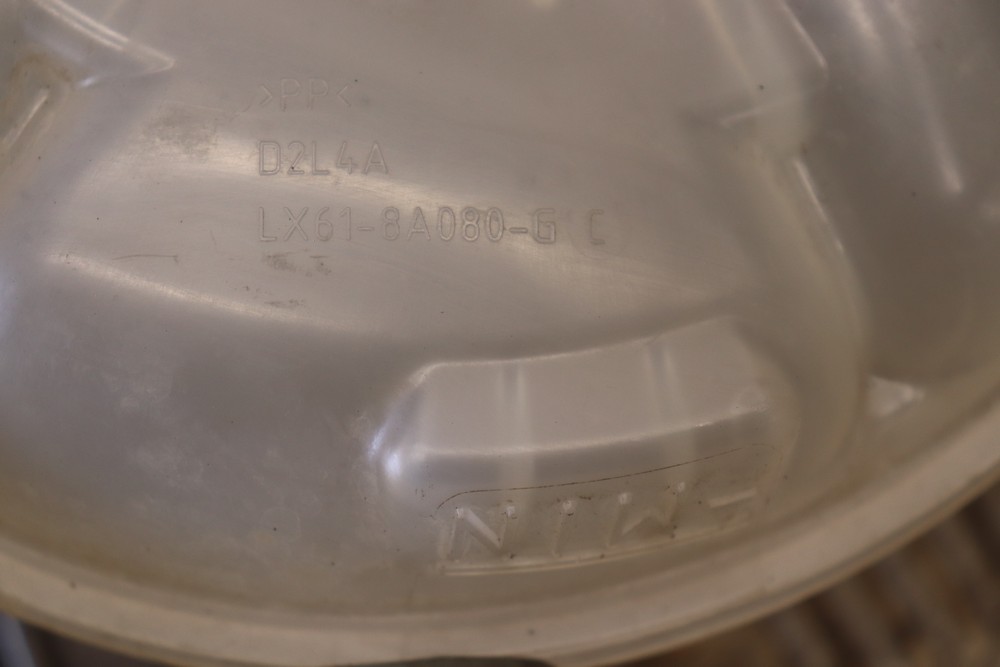 >PP<
D2L4A
LX61-8A080-G C
MIN